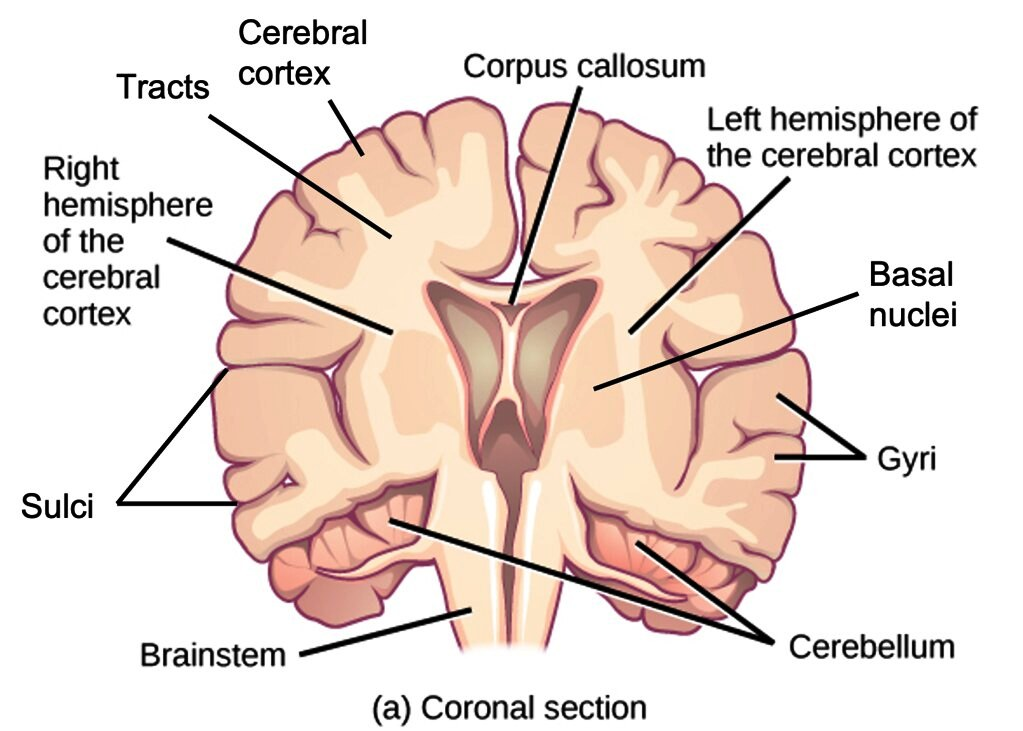 Cerebral
cortex
Corpus callosum
Tracts
Left hemisphere of
the cerebral cortex
Right
hemisphere
of the
cerebral
cortex
Basal
nuclei
Gyri
Sulci
Brainstem
Cerebellum
(a) Coronal section